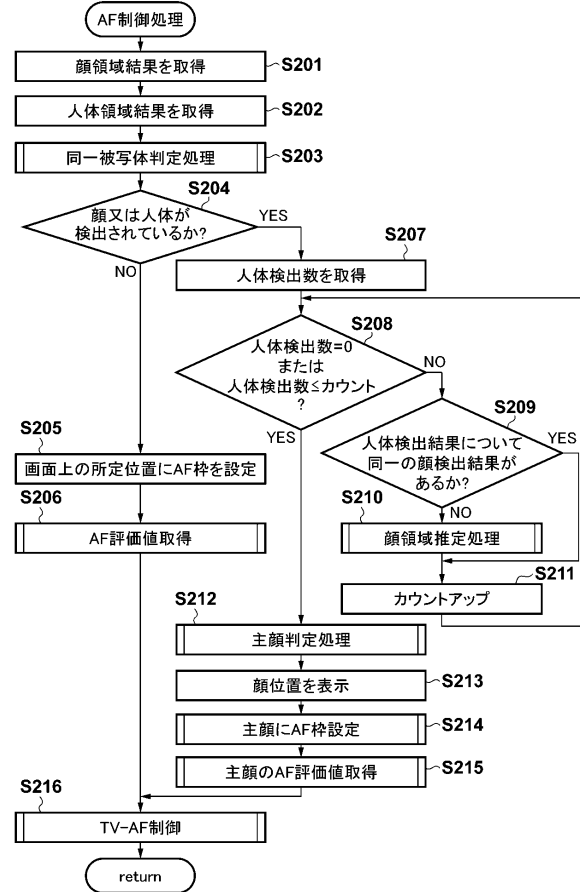 AF制御処理
顔領域結果を取得
S201
人体領域結果を取得
S202
同一被写体判定処理
S203
S204
顔又は人体が
検出されているか?
YES
NO
S207
人体検出数を取得
S208
人体検出数=0
または
人体検出数≤カウント
?
NO
YES
S209
人体検出結果について
同一の顔検出結果が
あるか?
YES
NO
S205
画面上の所定位置にAF枠を設定
S206
AF評価値取得
S210
顔領域推定処理
S211
カウントアップ
S212
主顔判定処理
顔位置を表示
S213
主顔にAF枠設定
S214
主顔のAF評価値取得
S215
S216
TV-AF制御
return